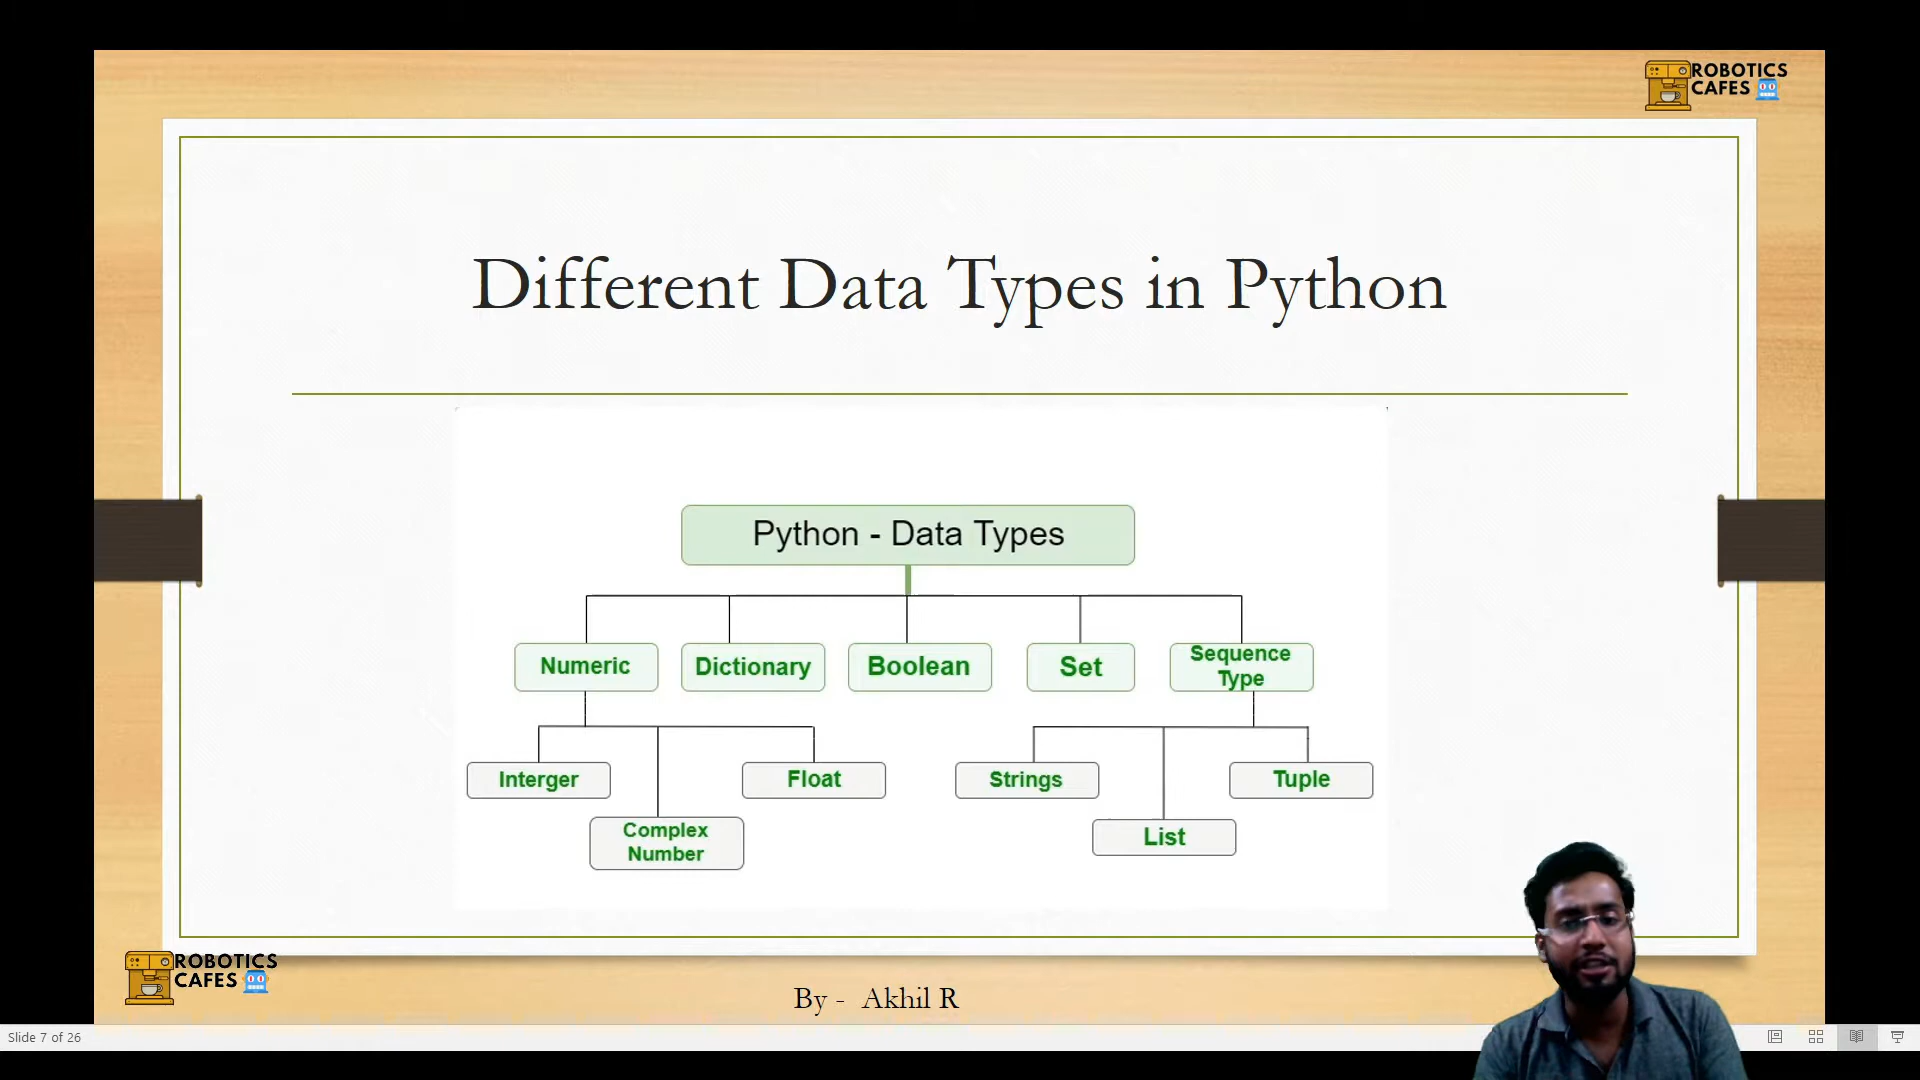 ROBOTICS
CAFES
Different Data Types in Python
Python - Data Types
Numeric
Dictionary
Boolean
Set
Sequence
Type
Interger
Float
Strings
Tuple
Complex
Number
List
ROBOTICS
CAFES
By - Akhil R
Slide 7 of 26